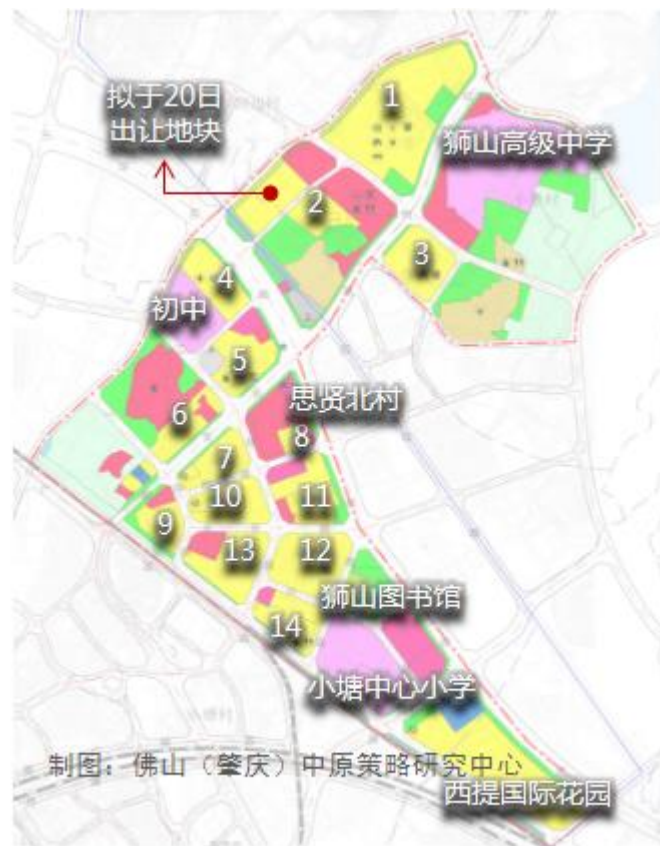 拟于20日
出让地块
1
狮山高级中学
2
3
4
初中
5
思贤北村
6
8
7
10
11
9
13
12
狮山图书馆
14
小塘中心小学
制图：佛山（肇庆）中原策略研究中心
西提国际花园